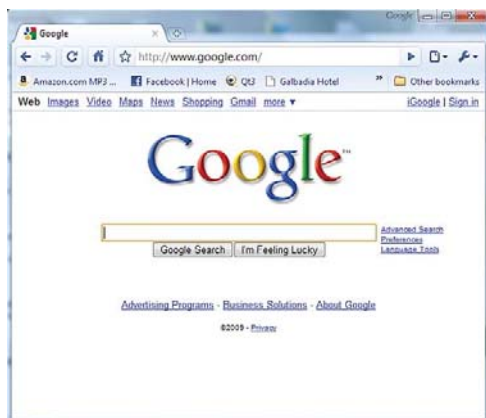 Google
Google
http://www.google.com/
Amazon.com MP3 ... Facebook | Home Qt3 Galbadia Hotel » Other bookmarks
Web Images Video Maps News Shopping Gmail more ▼ iGoogle | Sign in
Google™
Advanced Search
Preferences
Language Tools
Google Search I'm Feeling Lucky
Advertising Programs - Business Solutions - About Google
©2009 - Privacy